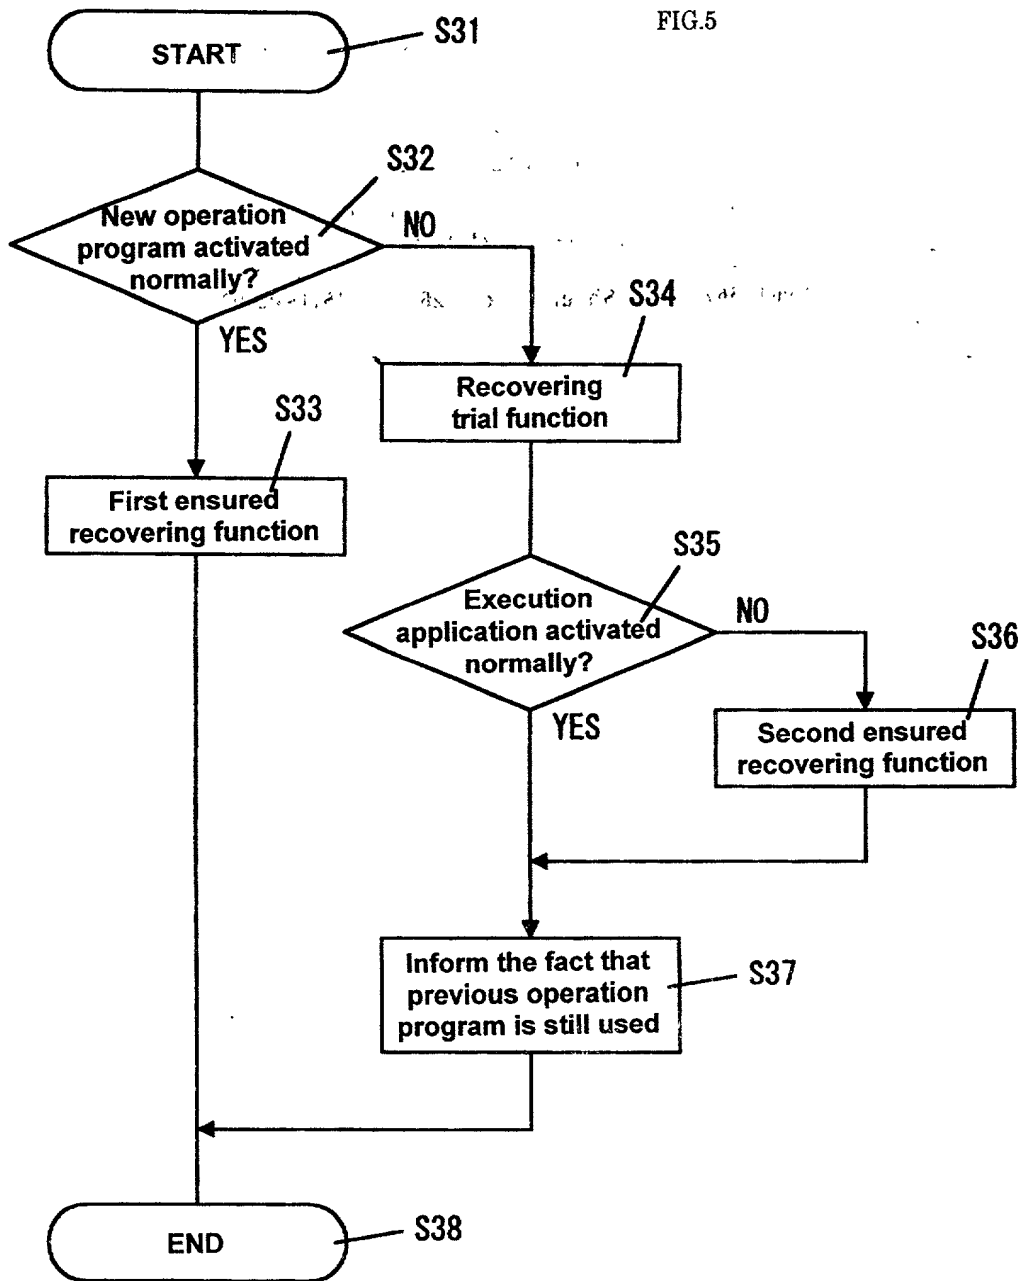 FIG.5
START
S31
S32
New operation
program activated
normally?
NO
YES
S34
Recovering
trial function
S33
First ensured
recovering function
S35
Execution
application activated
normally?
NO
YES
S36
Second ensured
recovering function
Inform the fact that
previous operation
program is still used
S37
END
S38